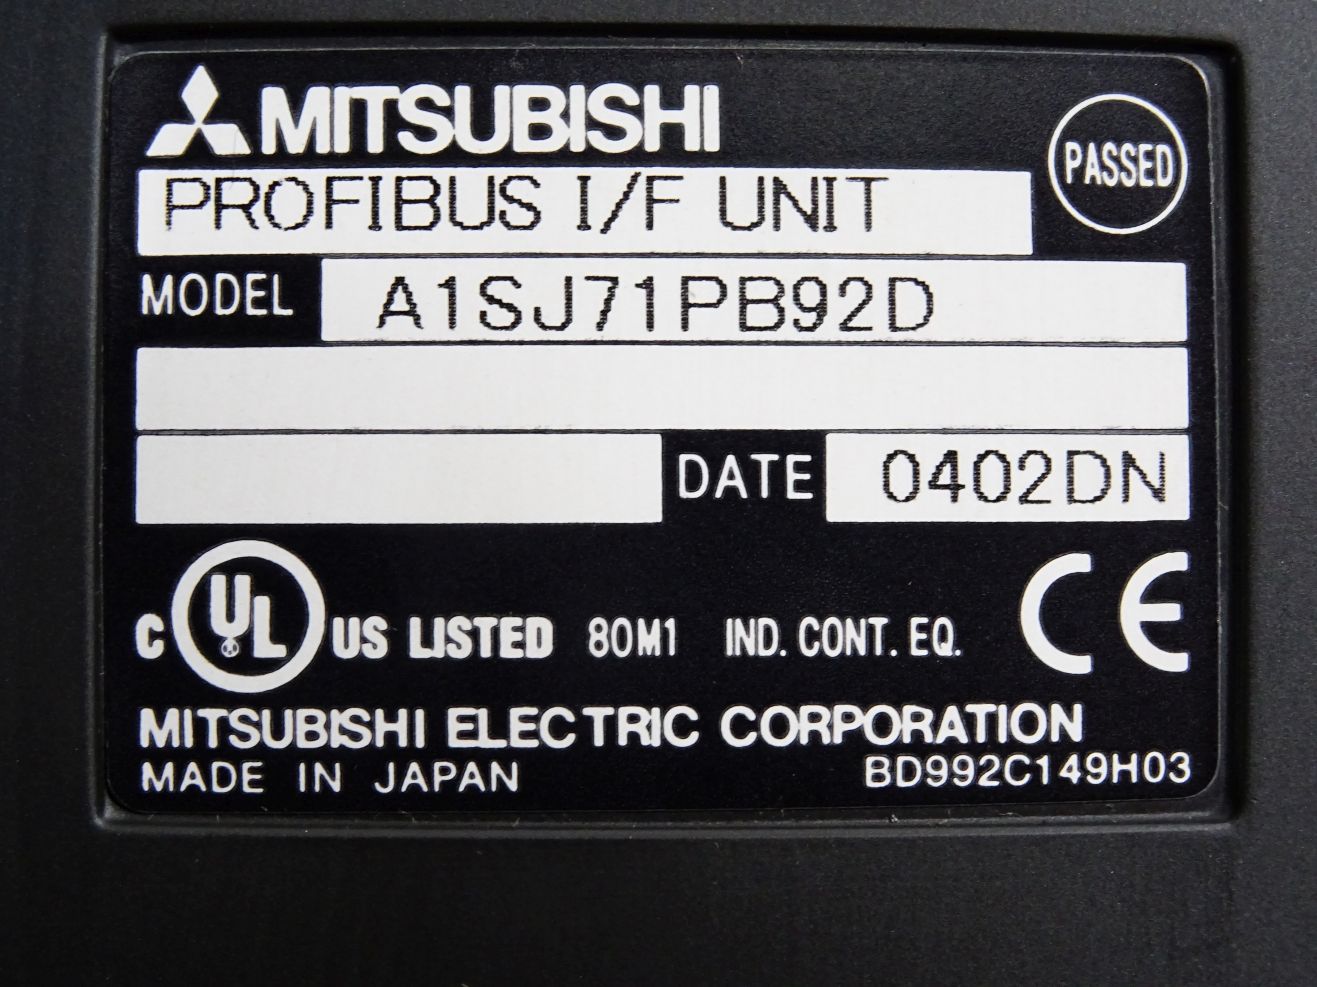 MITSUBISHI
PASSED
PROFIBUS I/F UNIT
MODEL A1SJ71PB92D
DATE 0402DN
C UL US LISTED 80M1 IND. CONT. EQ. CE
MITSUBISHI ELECTRIC CORPORATION
MADE IN JAPAN BD992C149H03